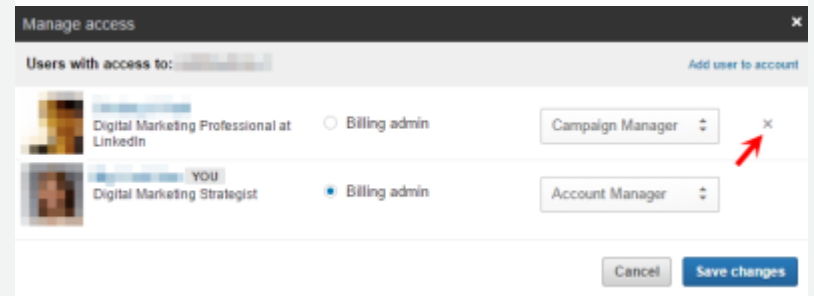 Manage access ×
Users with access to: Add user to account
Digital Marketing Professional at LinkedIn
Billing admin
Campaign Manager
×
YOU
Digital Marketing Strategist
Billing admin
Account Manager
Cancel Save changes